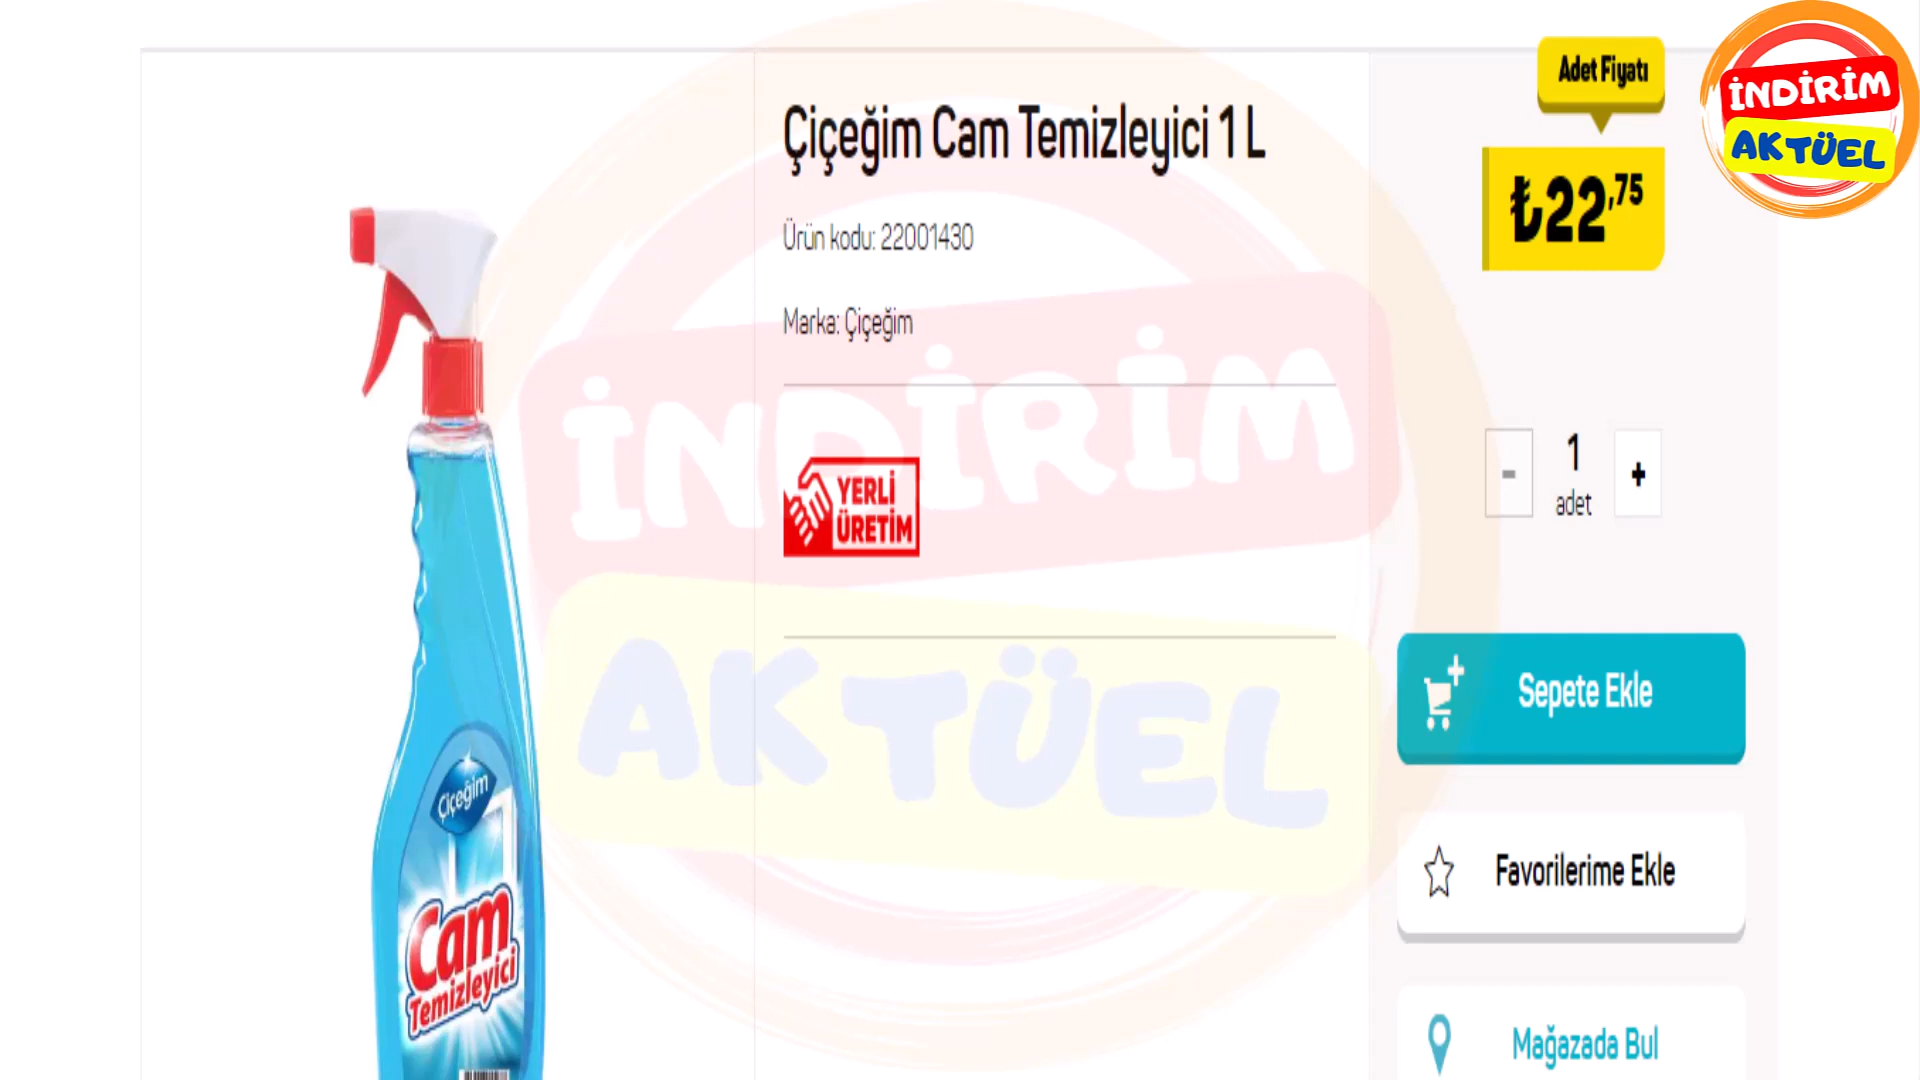 Adet Fiyatı
İNDİRİM
AKTÜEL
Çiçeğim Cam Temizleyici 1 L
₺22,75
Ürün kodu: 22001430
Marka: Çiçeğim
İNDİRİM
- 1 +
adet
YERLİ
ÜRETİM
AKTÜEL
Sepete Ekle
Çiçeğim
Cam
Temizleyici
Favorilerime Ekle
Mağazada Bul